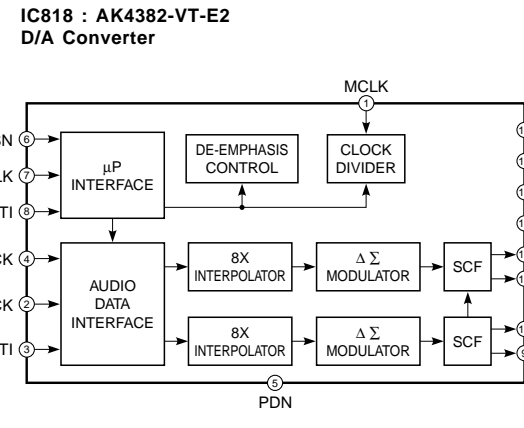 IC818 : AK4382-VT-E2
D/A Converter
MCLK
1
6
7
8
4
2
3
μP
INTERFACE
DE-EMPHASIS
CONTROL
CLOCK
DIVIDER
AUDIO
DATA
INTERFACE
8X
INTERPOLATOR
Δ Σ
MODULATOR
SCF
8X
INTERPOLATOR
Δ Σ
MODULATOR
SCF
9
5
PDN